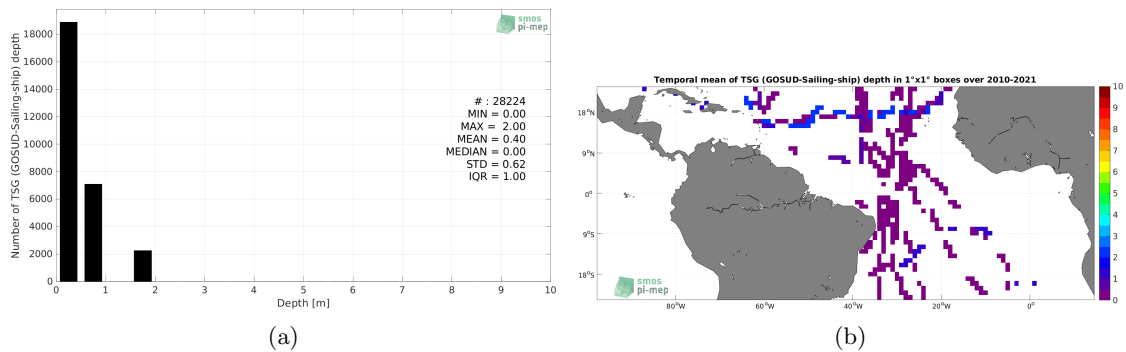 smos
pi-mep
Number of TSG (GOSUD-Sailing-ship) depth
18000
16000
14000
12000
10000
8000
6000
4000
2000
0
# : 28224
MIN = 0.00
MAX = 2.00
MEAN = 0.40
MEDIAN = 0.00
STD = 0.62
IQR = 1.00
0 1 2 3 4 5 6 7 8 9 10
Depth [m]
(a)
Temporal mean of TSG (GOSUD-Sailing-ship) depth in 1°x1° boxes over 2010-2021
18°N
9°N
0°
9°S
18°S
80°W 60°W 40°W 20°W 0°
smos
pi-mep
10
9
8
7
6
5
4
3
2
1
0
(b)